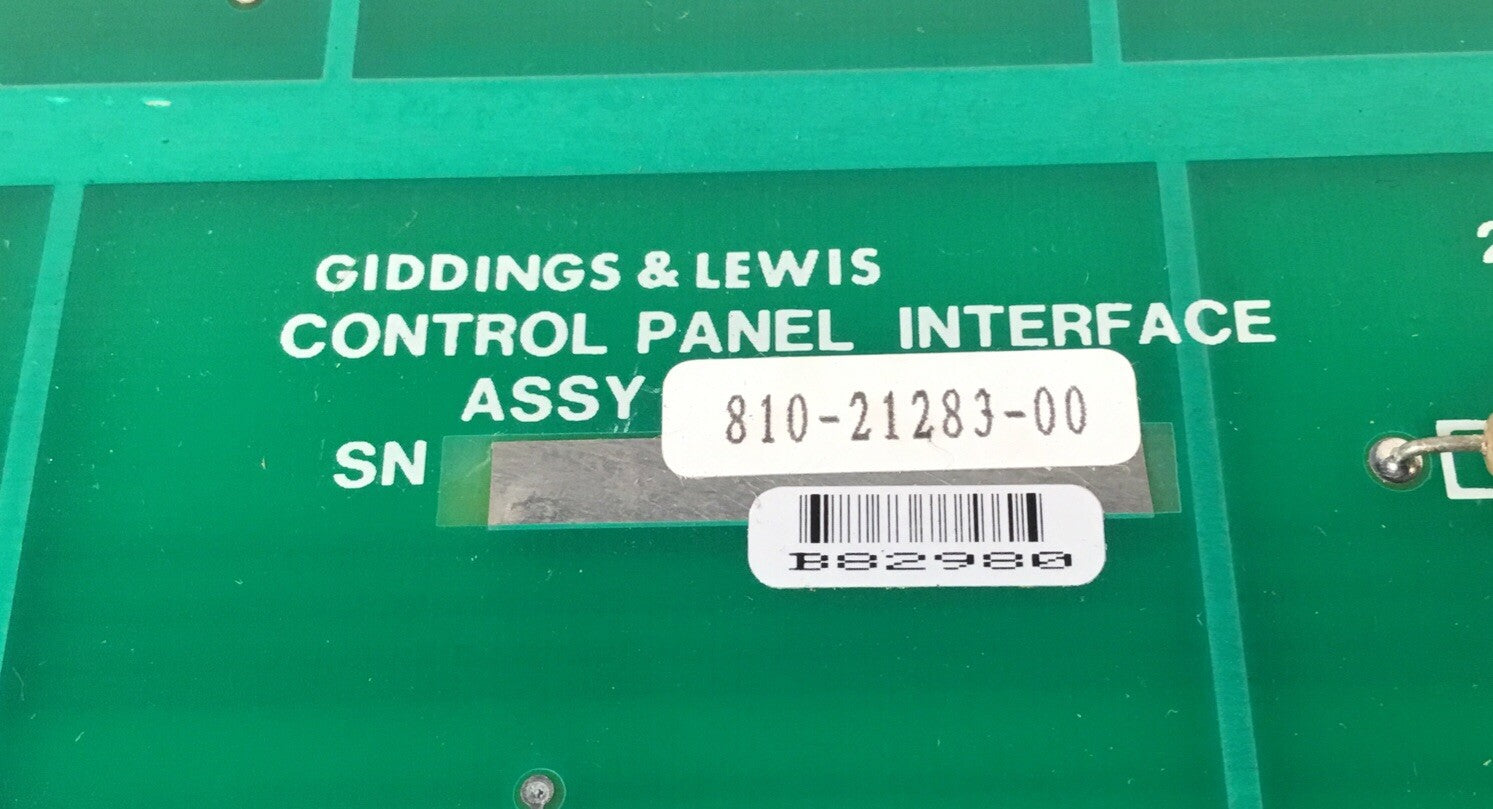 GIDDINGS & LEWIS
CONTROL PANEL INTERFACE
ASSY 810-21283-00
SN
B82980